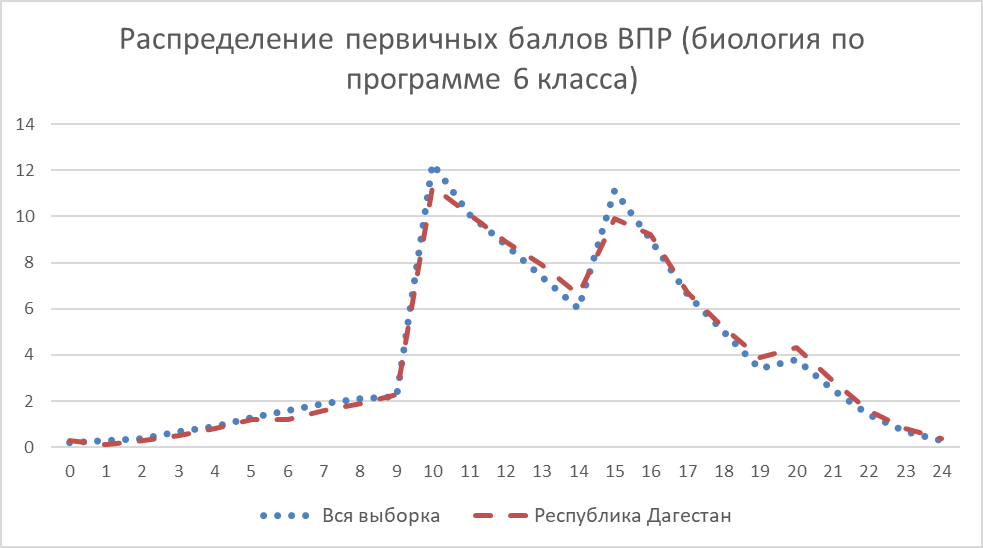 Распределение первичных баллов ВПР (биология по
программе 6 класса)
14
12
10
8
6
4
2
0
0 1 2 3 4 5 6 7 8 9 10 11 12 13 14 15 16 17 18 19 20 21 22 23 24
Вся выборка Республика Дагестан